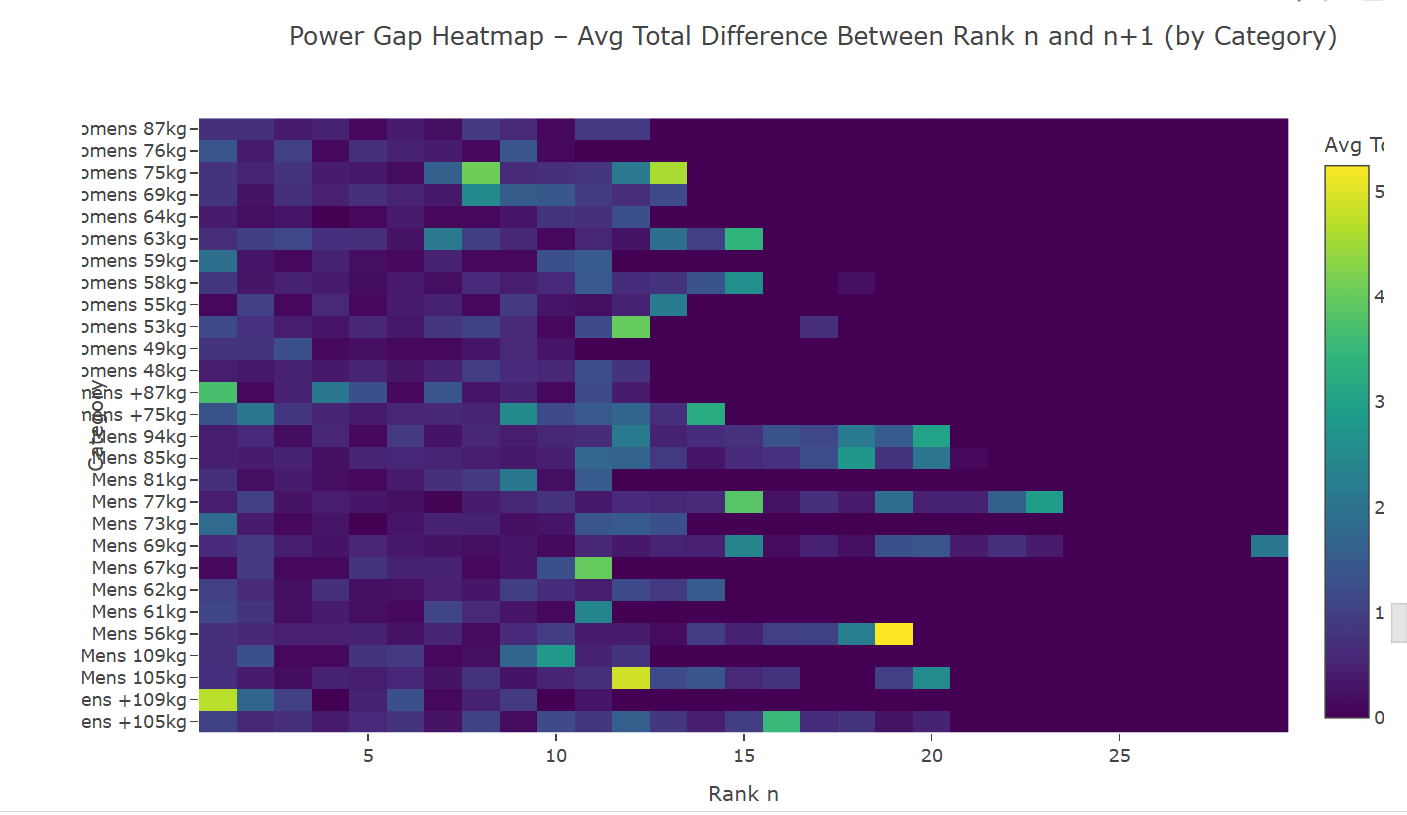 Power Gap Heatmap – Avg Total Difference Between Rank n and n+1 (by Category)
Avg To
omens 87kg
omens 76kg
omens 75kg
omens 69kg
omens 64kg
omens 63kg
omens 59kg
omens 58kg
omens 55kg
omens 53kg
omens 49kg
omens 48kg
mens +87kg
mens +75kg
Mens 94kg
Mens 85kg
Mens 81kg
Mens 77kg
Mens 73kg
Mens 69kg
Mens 67kg
Mens 62kg
Mens 61kg
Mens 56kg
Mens 109kg
Mens 105kg
ens +109kg
ens +105kg
Category
5 10 15 20 25
Rank n
5
4
3
2
1
0